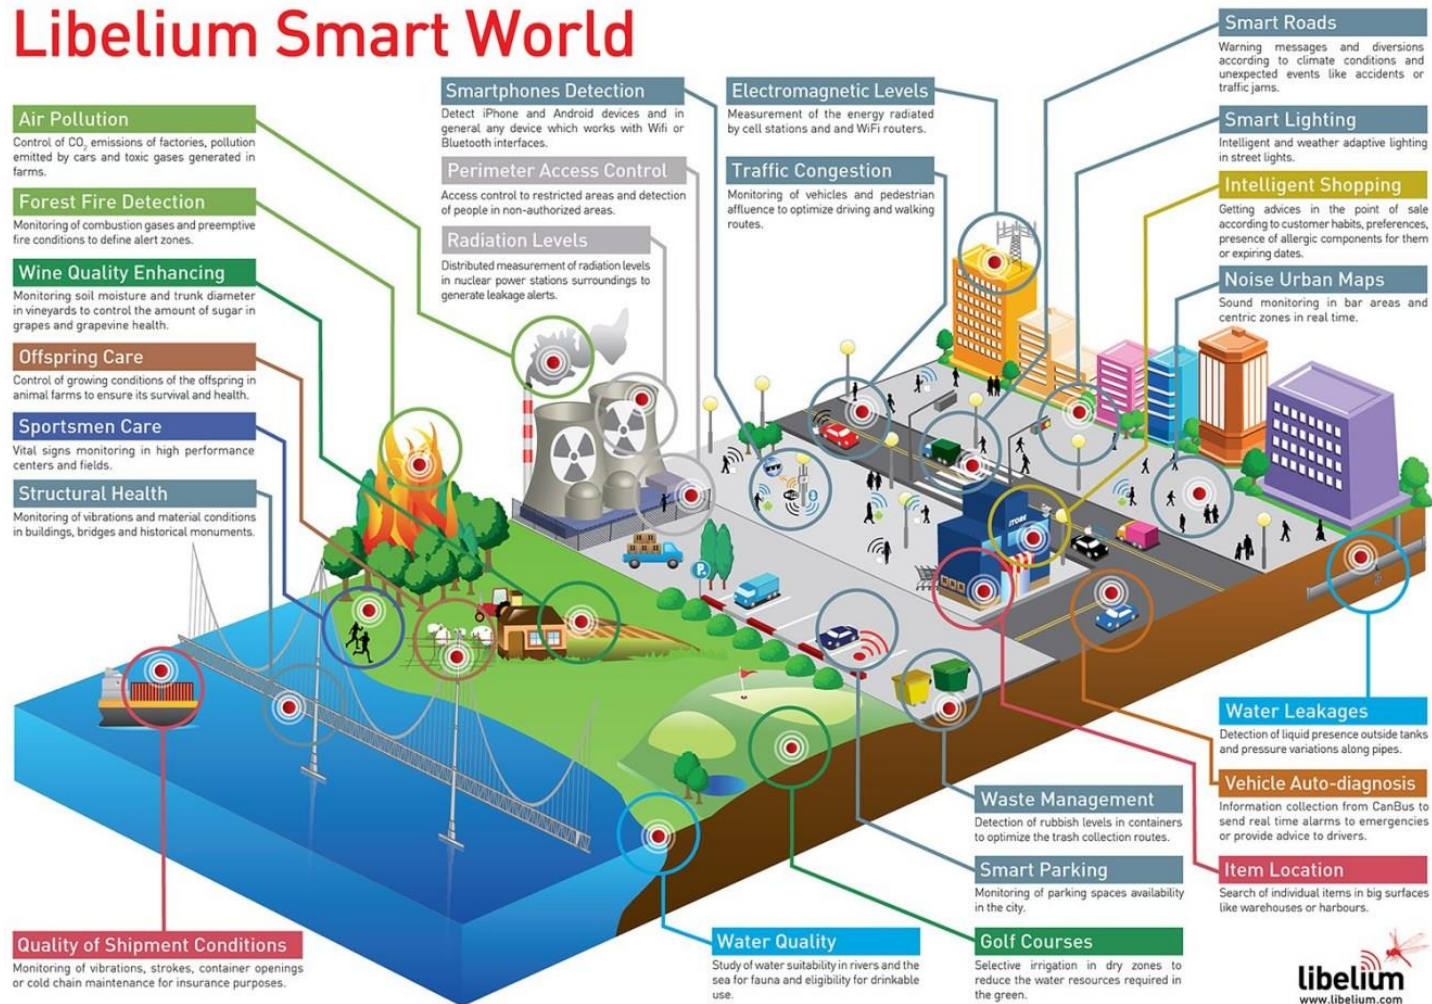 Libelium Smart World
Air Pollution
Control of CO₂ emissions of factories, pollution
emitted by cars and toxic gases generated in
farms.
Forest Fire Detection
Monitoring of combustion gases and preemptive
fire conditions to define alert zones.
Wine Quality Enhancing
Monitoring soil moisture and trunk diameter
in vineyards to control the amount of sugar in
grapes and grapevine health.
Offspring Care
Control of growing conditions of the offspring in
animal farms to ensure its survival and health.
Sportsmen Care
Vital signs monitoring in high performance
centers and fields.
Structural Health
Monitoring of vibrations and material conditions
in buildings, bridges and historical monuments.
Quality of Shipment Conditions
Monitoring of vibrations, strokes, container openings
or cold chain maintenance for insurance purposes.
Smartphones Detection
Detect iPhone and Android devices and in
general any device which works with Wifi or
Bluetooth interfaces.
Perimeter Access Control
Access control to restricted areas and detection
of people in non-authorized areas.
Radiation Levels
Distributed measurement of radiation levels
in nuclear power stations surroundings to
generate leakage alerts.
Electromagnetic Levels
Measurement of the energy radiated
by cell stations and and WiFi routers.
Traffic Congestion
Monitoring of vehicles and pedestrian
affluence to optimize driving and walking
routes.
Smart Roads
Warning messages and diversions
according to climate conditions and
unexpected events like accidents or
traffic jams.
Smart Lighting
Intelligent and weather adaptive lighting
in street lights.
Intelligent Shopping
Getting advices in the point of sale
according to customer habits, preferences,
presence of allergic components for them
or expiring dates.
Noise Urban Maps
Sound monitoring in bar areas and
centric zones in real time.
STORE
P
Water Leakages
Detection of liquid presence outside tanks
and pressure variations along pipes.
Vehicle Auto-diagnosis
Information collection from CanBus to
send real time alarms to emergencies
or provide advice to drivers.
Item Location
Search of individual items in big surfaces
like warehouses or harbours.
Waste Management
Detection of rubbish levels in containers
to optimize the trash collection routes.
Smart Parking
Monitoring of parking spaces availability
in the city.
Golf Courses
Selective irrigation in dry zones to
reduce the water resources required in
the green.
Water Quality
Study of water suitability in rivers and the
sea for fauna and eligibility for drinkable
use.
libelium
www.libelium.com